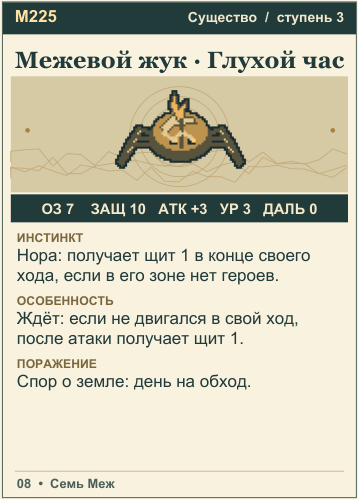 M225
Существо / ступень 3
Межевой жук · Глухой час
ОЗ 7 ЗАЩ 10 АТК +3 УР 3 ДАЛЬ 0
ИНСТИНКТ
Нора: получает щит 1 в конце своего
хода, если в его зоне нет героев.
ОСОБЕННОСТЬ
Ждёт: если не двигался в свой ход,
после атаки получает щит 1.
ПОРАЖЕНИЕ
Спор о земле: день на обход.
08 • Семь Меж